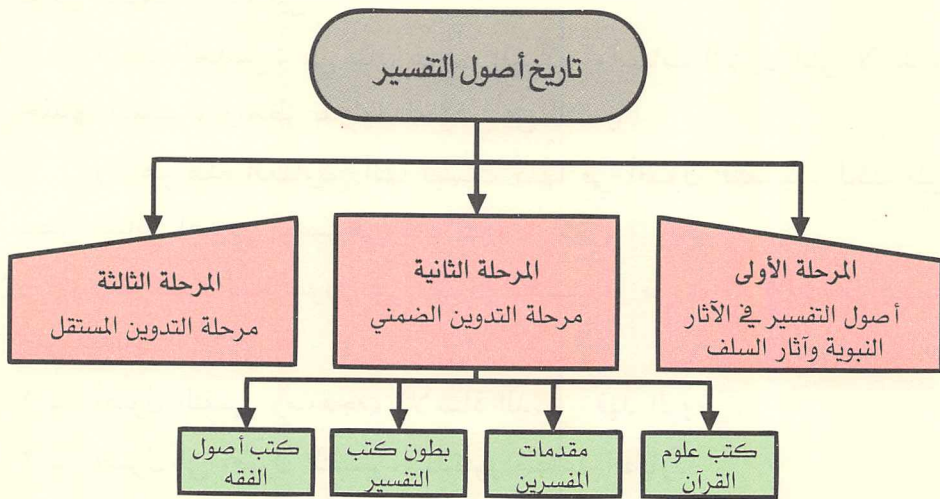 تاريخ أصول التفسير
المرحلة الأولى
أصول التفسير في الآثار
النبوية وآثار السلف
المرحلة الثانية
مرحلة التدوين الضمني
المرحلة الثالثة
مرحلة التدوين المستقل
كتب علوم
القرآن
مقدمات
المفسرين
بطون كتب
التفسير
كتب أصول
الفقه